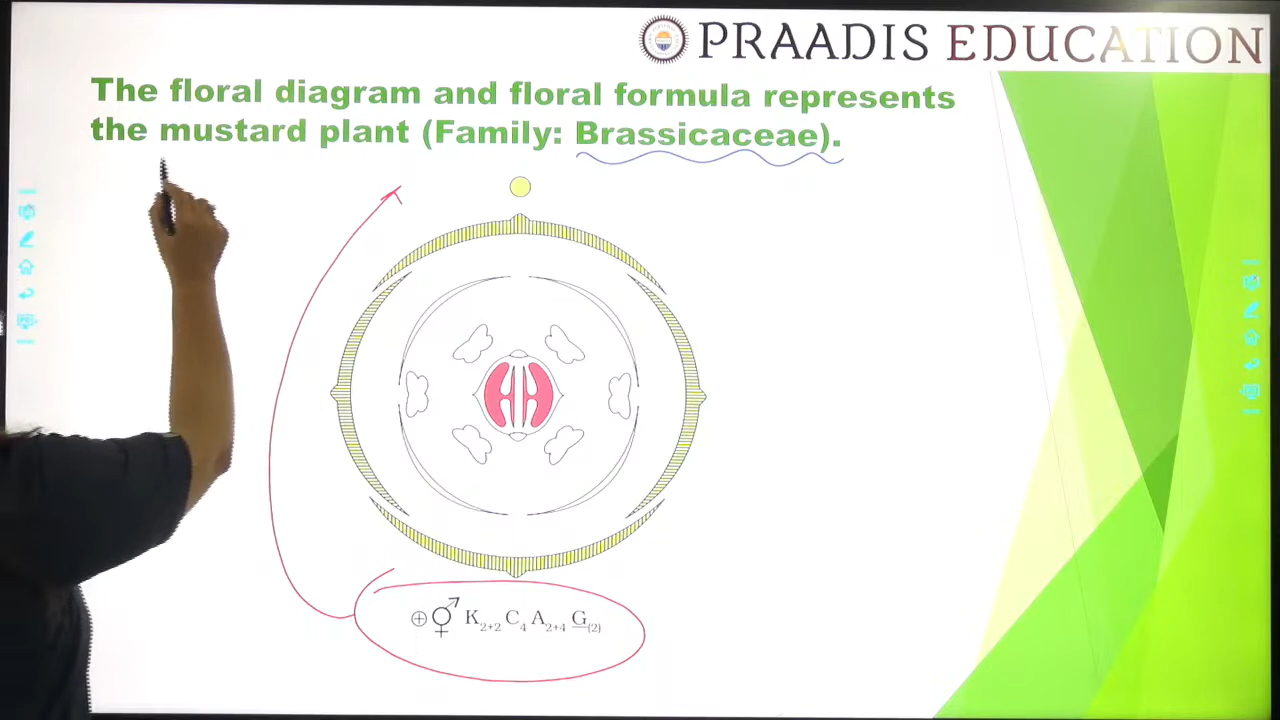 PRAADIS EDUCATION
The floral diagram and floral formula represents
the mustard plant (Family: Brassicaceae).
⊕ ⚥ K2+2 C4 A2+4 G(2)